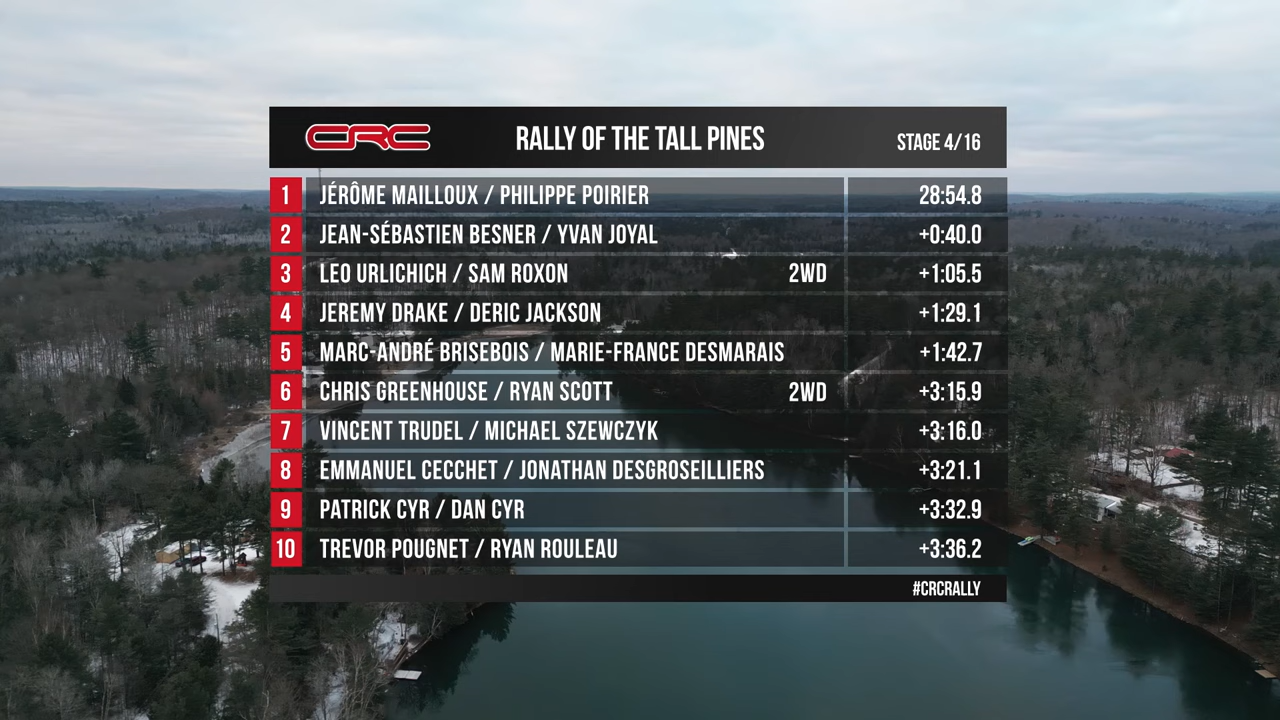 CRC RALLY OF THE TALL PINES STAGE 4/16
1 JÉRÔME MAILLOUX / PHILIPPE POIRIER 28:54.8
2 JEAN-SÉBASTIEN BESNER / YVAN JOYAL +0:40.0
3 LEO URLICHICH / SAM ROXON 2WD +1:05.5
4 JEREMY DRAKE / DERIC JACKSON +1:29.1
5 MARC-ANDRÉ BRISEBOIS / MARIE-FRANCE DESMARAIS +1:42.7
6 CHRIS GREENHOUSE / RYAN SCOTT 2WD +3:15.9
7 VINCENT TRUDEL / MICHAEL SZEWCZYK +3:16.0
8 EMMANUEL CECCHET / JONATHAN DESGROSEILLIERS +3:21.1
9 PATRICK CYR / DAN CYR +3:32.9
10 TREVOR POUGNET / RYAN ROULEAU +3:36.2
#CRCRALLY